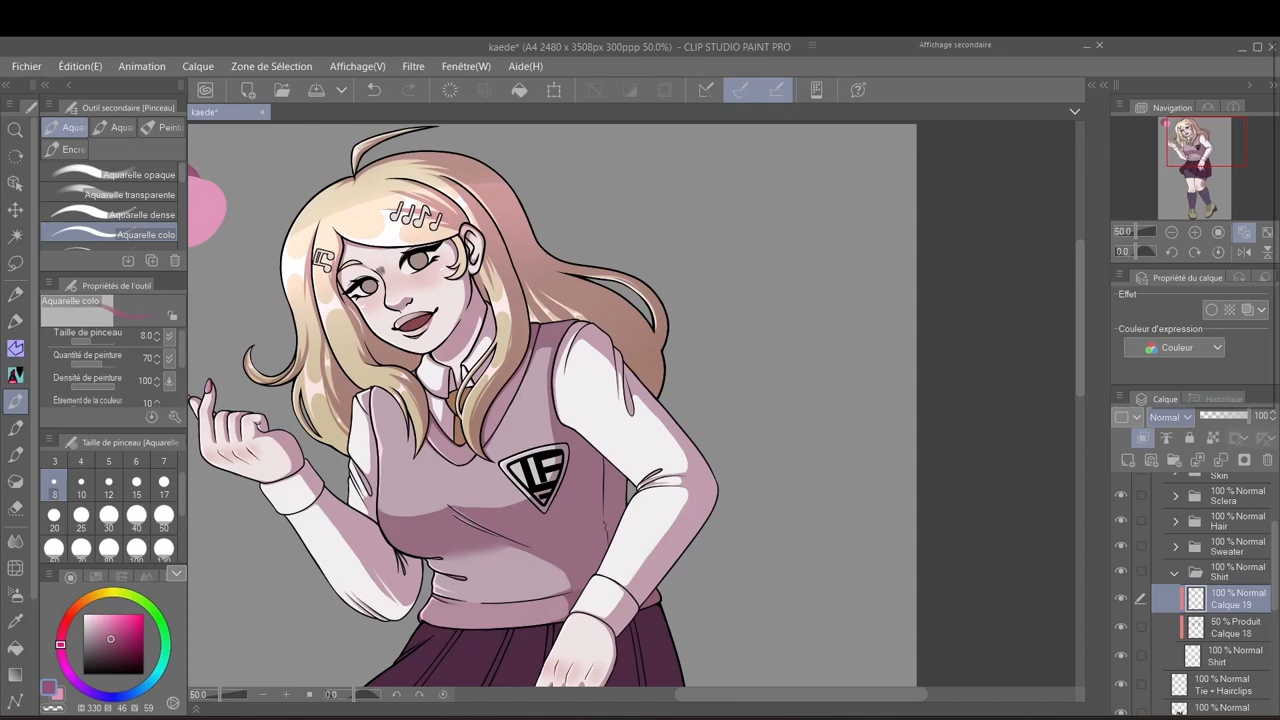 kaede* (A4 2480 x 3508px 300ppp 50.0%) - CLIP STUDIO PAINT PRO
Affichage secondaire
Fichier Édition(E) Animation Calque Zone de Sélection Affichage(V) Filtre Fenêtre(W) Aide(H)
Outil secondaire [Pinceau]
kaede*
Navigation
Aqua Aqua Peint
Encre
Aquarelle opaque
Aquarelle transparente
Aquarelle dense
Aquarelle colo
50.0
0.0
Propriétés de l'outil
Propriété du calque
Aquarelle colo
Effet
Taille de pinceau 8.0
Couleur d'expression
Quantité de peinture 70
Couleur
Densité de peinture 100
Étirement de la couleur 10
Calque Historique
Normal 100
Taille de pinceau [Aquarelle
3 4 5 6 7
8 10 12 15 17
20 25 30 40 50
Skin
100 % Normal
Sclera
100 % Normal
Hair
100 % Normal
Sweater
100 % Normal
Shirt
100 % Normal
Calque 19
50 % Produit
Calque 18
100 % Normal
Shirt
100 % Normal
Tie + Hairclips
100 % Normal
50.0 0.0
H 330 S 46 V 59